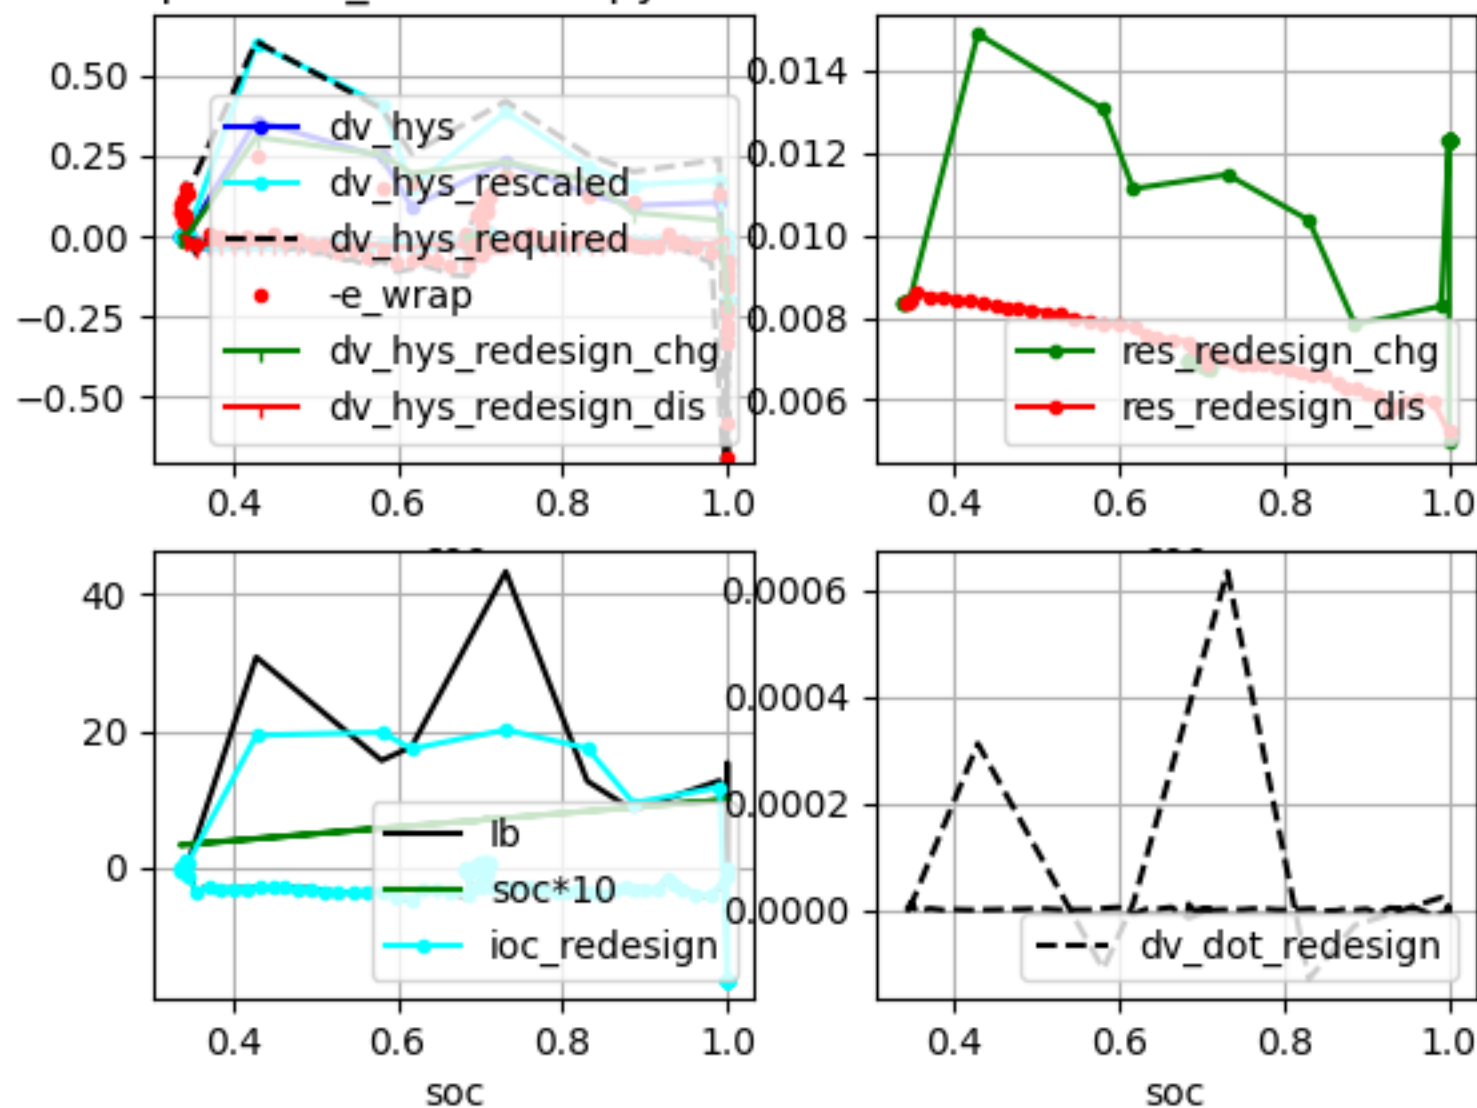 0.50
0.25
0.00
−0.25
−0.50
dv_hys
dv_hys_rescaled
dv_hys_required
-e_wrap
dv_hys_redesign_chg
dv_hys_redesign_dis
0.4 0.6 0.8 1.0
0.014
0.012
0.010
0.008
0.006
res_redesign_chg
res_redesign_dis
0.4 0.6 0.8 1.0
40
20
0
Ib
soc*10
ioc_redesign
0.4 0.6 0.8 1.0
soc
0.0006
0.0004
0.0002
0.0000
dv_dot_redesign
0.4 0.6 0.8 1.0
soc